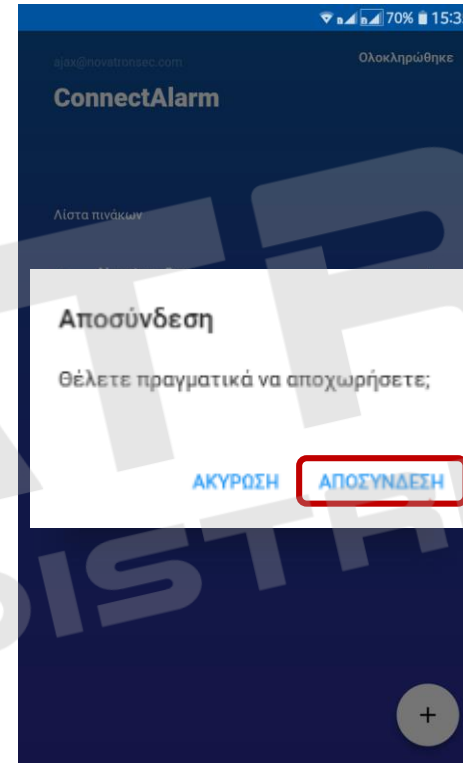 70% 15:3
ajax@novatronsec.com
Ολοκληρώθηκε
ConnectAlarm
Λίστα πινάκων
Αποσύνδεση
Θέλετε πραγματικά να αποχωρήσετε;
ΑΚΥΡΩΣΗ ΑΠΟΣΥΝΔΕΣΗ
+